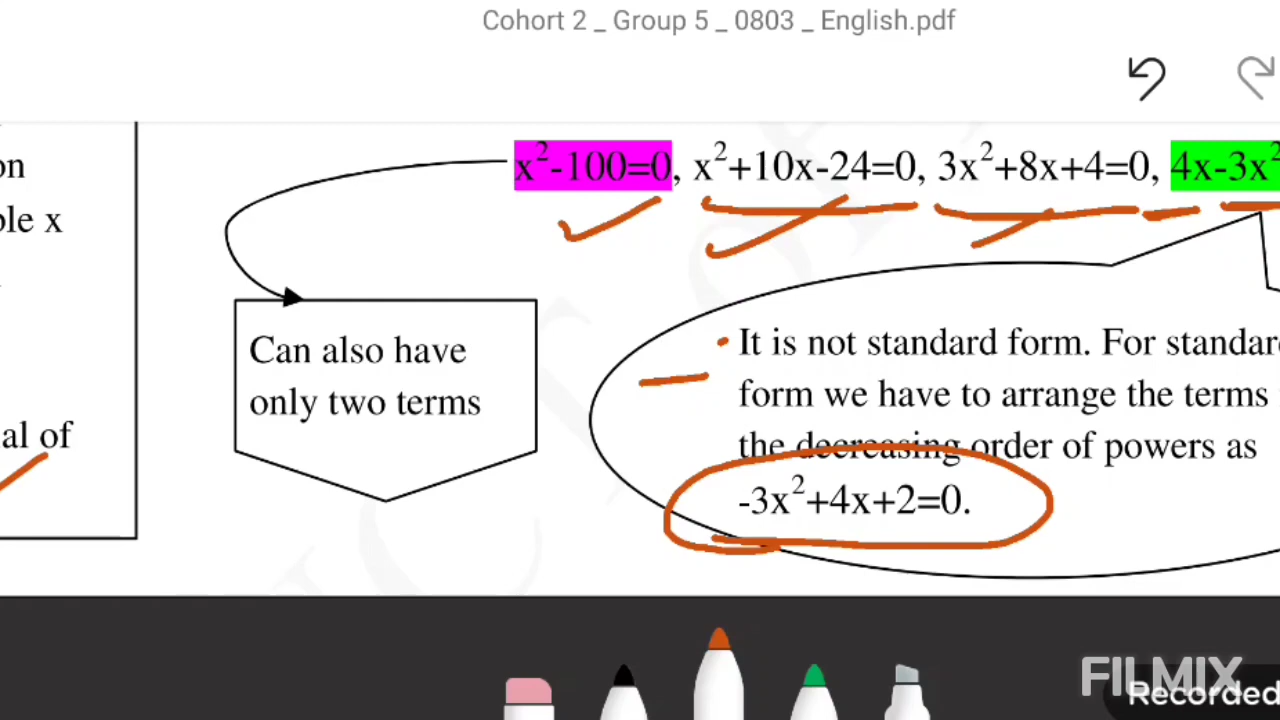 Cohort 2 _ Group 5 _ 0803 _ English.pdf
x²-100=0, x²+10x-24=0, 3x²+8x+4=0, 4x-3x²
on
ble x
Can also have
only two terms
It is not standard form. For standar
form we have to arrange the terms
the decreasing order of powers as
-3x²+4x+2=0.
al of
FILMIX
Recorded